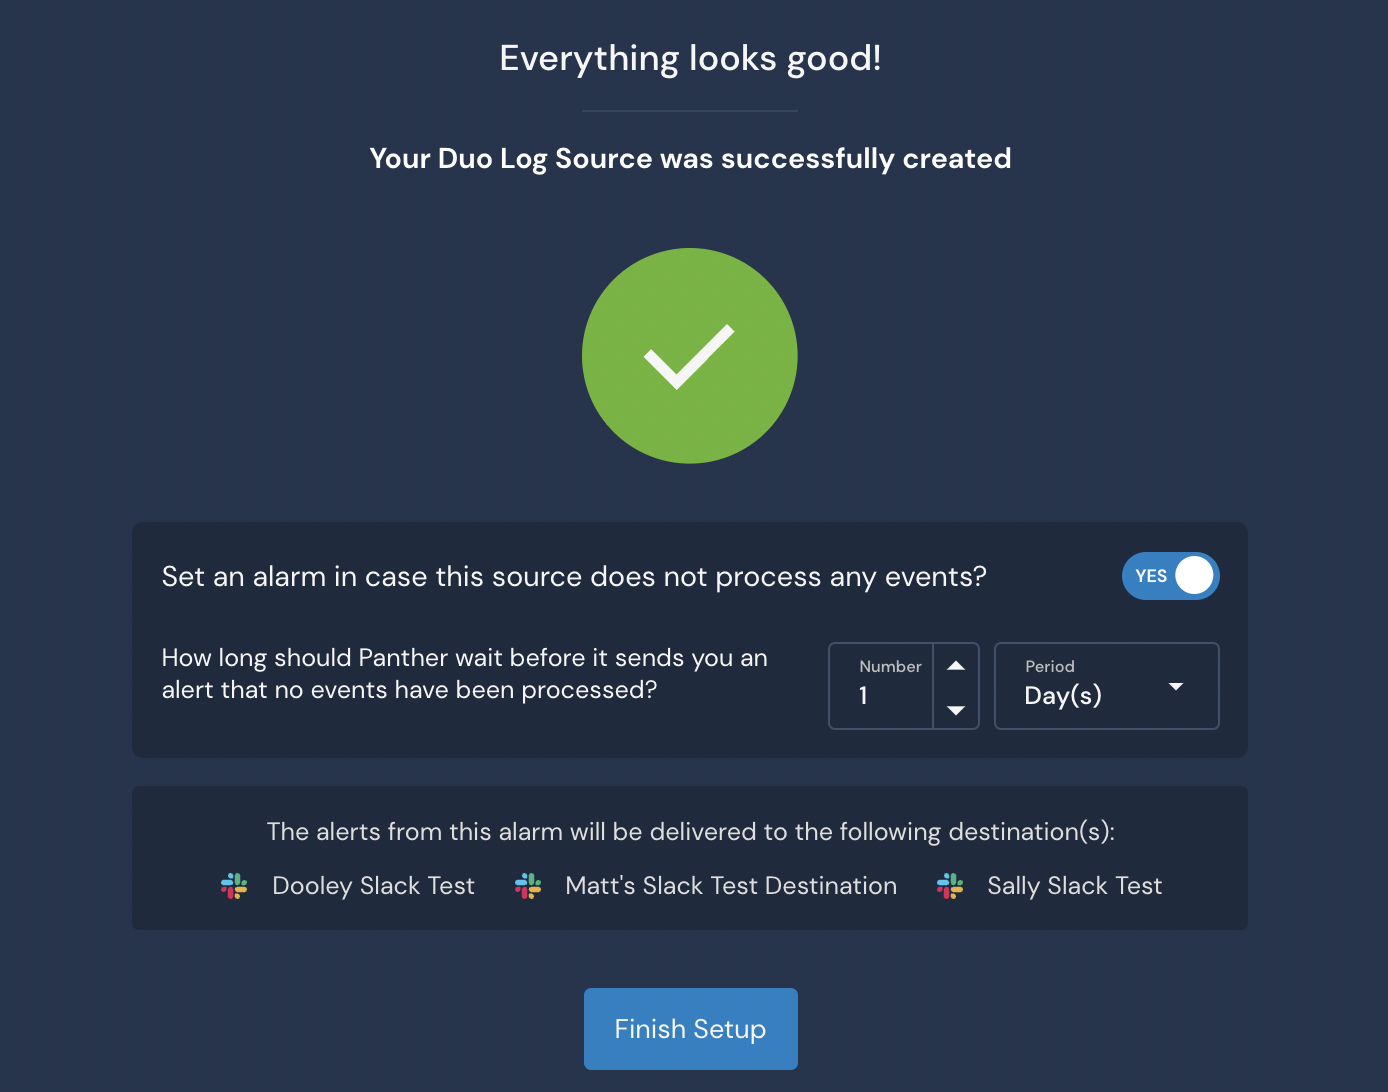 Everything looks good!
Your Duo Log Source was successfully created
Set an alarm in case this source does not process any events?
YES
How long should Panther wait before it sends you an
alert that no events have been processed?
Number
1
Period
Day(s)
The alerts from this alarm will be delivered to the following destination(s):
Dooley Slack Test
Matt's Slack Test Destination
Sally Slack Test
Finish Setup